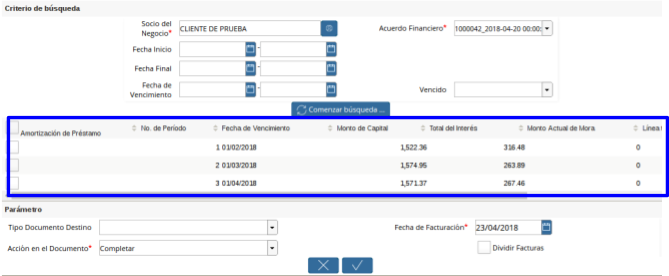 Criterio de búsqueda
Socio del Negocio* CLIENTE DE PRUEBA Acuerdo Financiero* 1000042_2018-04-20 00:00:
Fecha Inicio -
Fecha Final -
Fecha de Vencimiento - Vencido
Comenzar búsqueda ...
Amortización de Préstamo No. de Período Fecha de Vencimiento Monto de Capital Total del Interés Monto Actual de Mora Línea
1 01/02/2018 1,522.36 316.48 0
2 01/03/2018 1,574.95 263.89 0
3 01/04/2018 1,571.37 267.46 0
Parámetro
Tipo Documento Destino Fecha de Facturación* 23/04/2018
Acción en el Documento* Completar Dividir Facturas